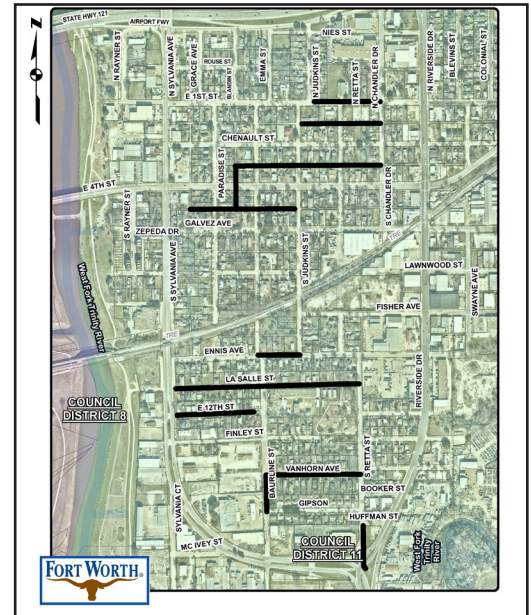 STATE HWY 121
AIRPORT FWY
N RAYNER ST
N SYLVANIA AVE
GRACE AVE
ROUSE ST
BLANDIN ST
EMMA ST
NIES ST
N JUDKINS ST
N RETTA ST
N CHANDLER DR
N RIVERSIDE DR
BLEVINS ST
COLONIAL ST
E 1ST ST
CHENAULT ST
PARADISE ST
E 4TH ST
S RAYNER ST
GALVEZ AVE
ZEPEDA DR
S CHANDLER DR
TRE
S SYLVANIA AVE
S JUDKINS ST
LAWNWOOD ST
SWAYNE AVE
FISHER AVE
West Fork Trinity River
TRE
ENNIS AVE
RIVERSIDE DR
LA SALLE ST
COUNCIL
DISTRICT 8
E 12TH ST
FINLEY ST
BAURLINE ST
VANHORN AVE
S RETTA ST
BOOKER ST
SYLVANIA CT
GIPSON
HUFFMAN ST
MC IVEY ST
COUNCIL
DISTRICT 11
West Fork
Trinity
River
FORT WORTH®